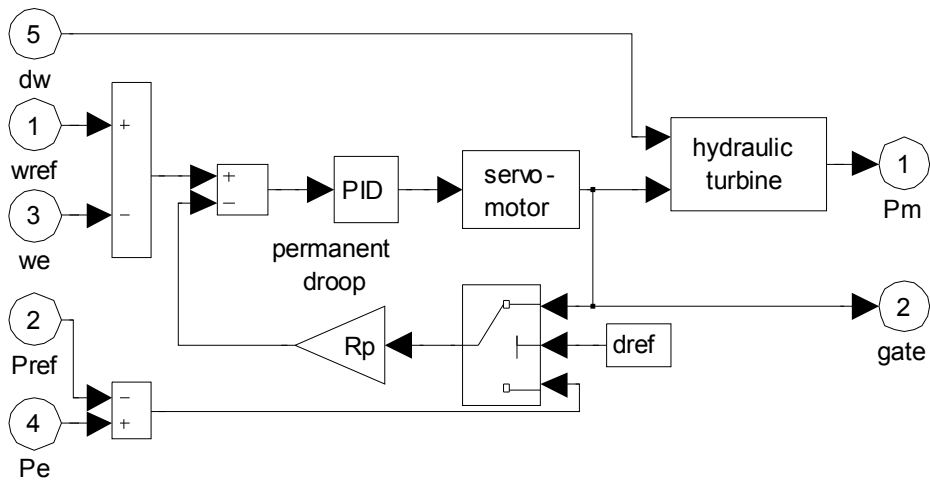 5
dw
1
+
wref
3
−
we
+
−
PID
permanent
droop
servo-
motor
hydraulic
turbine
1
Pm
2
Pref
Rp
dref
2
gate
−
+
4
Pe